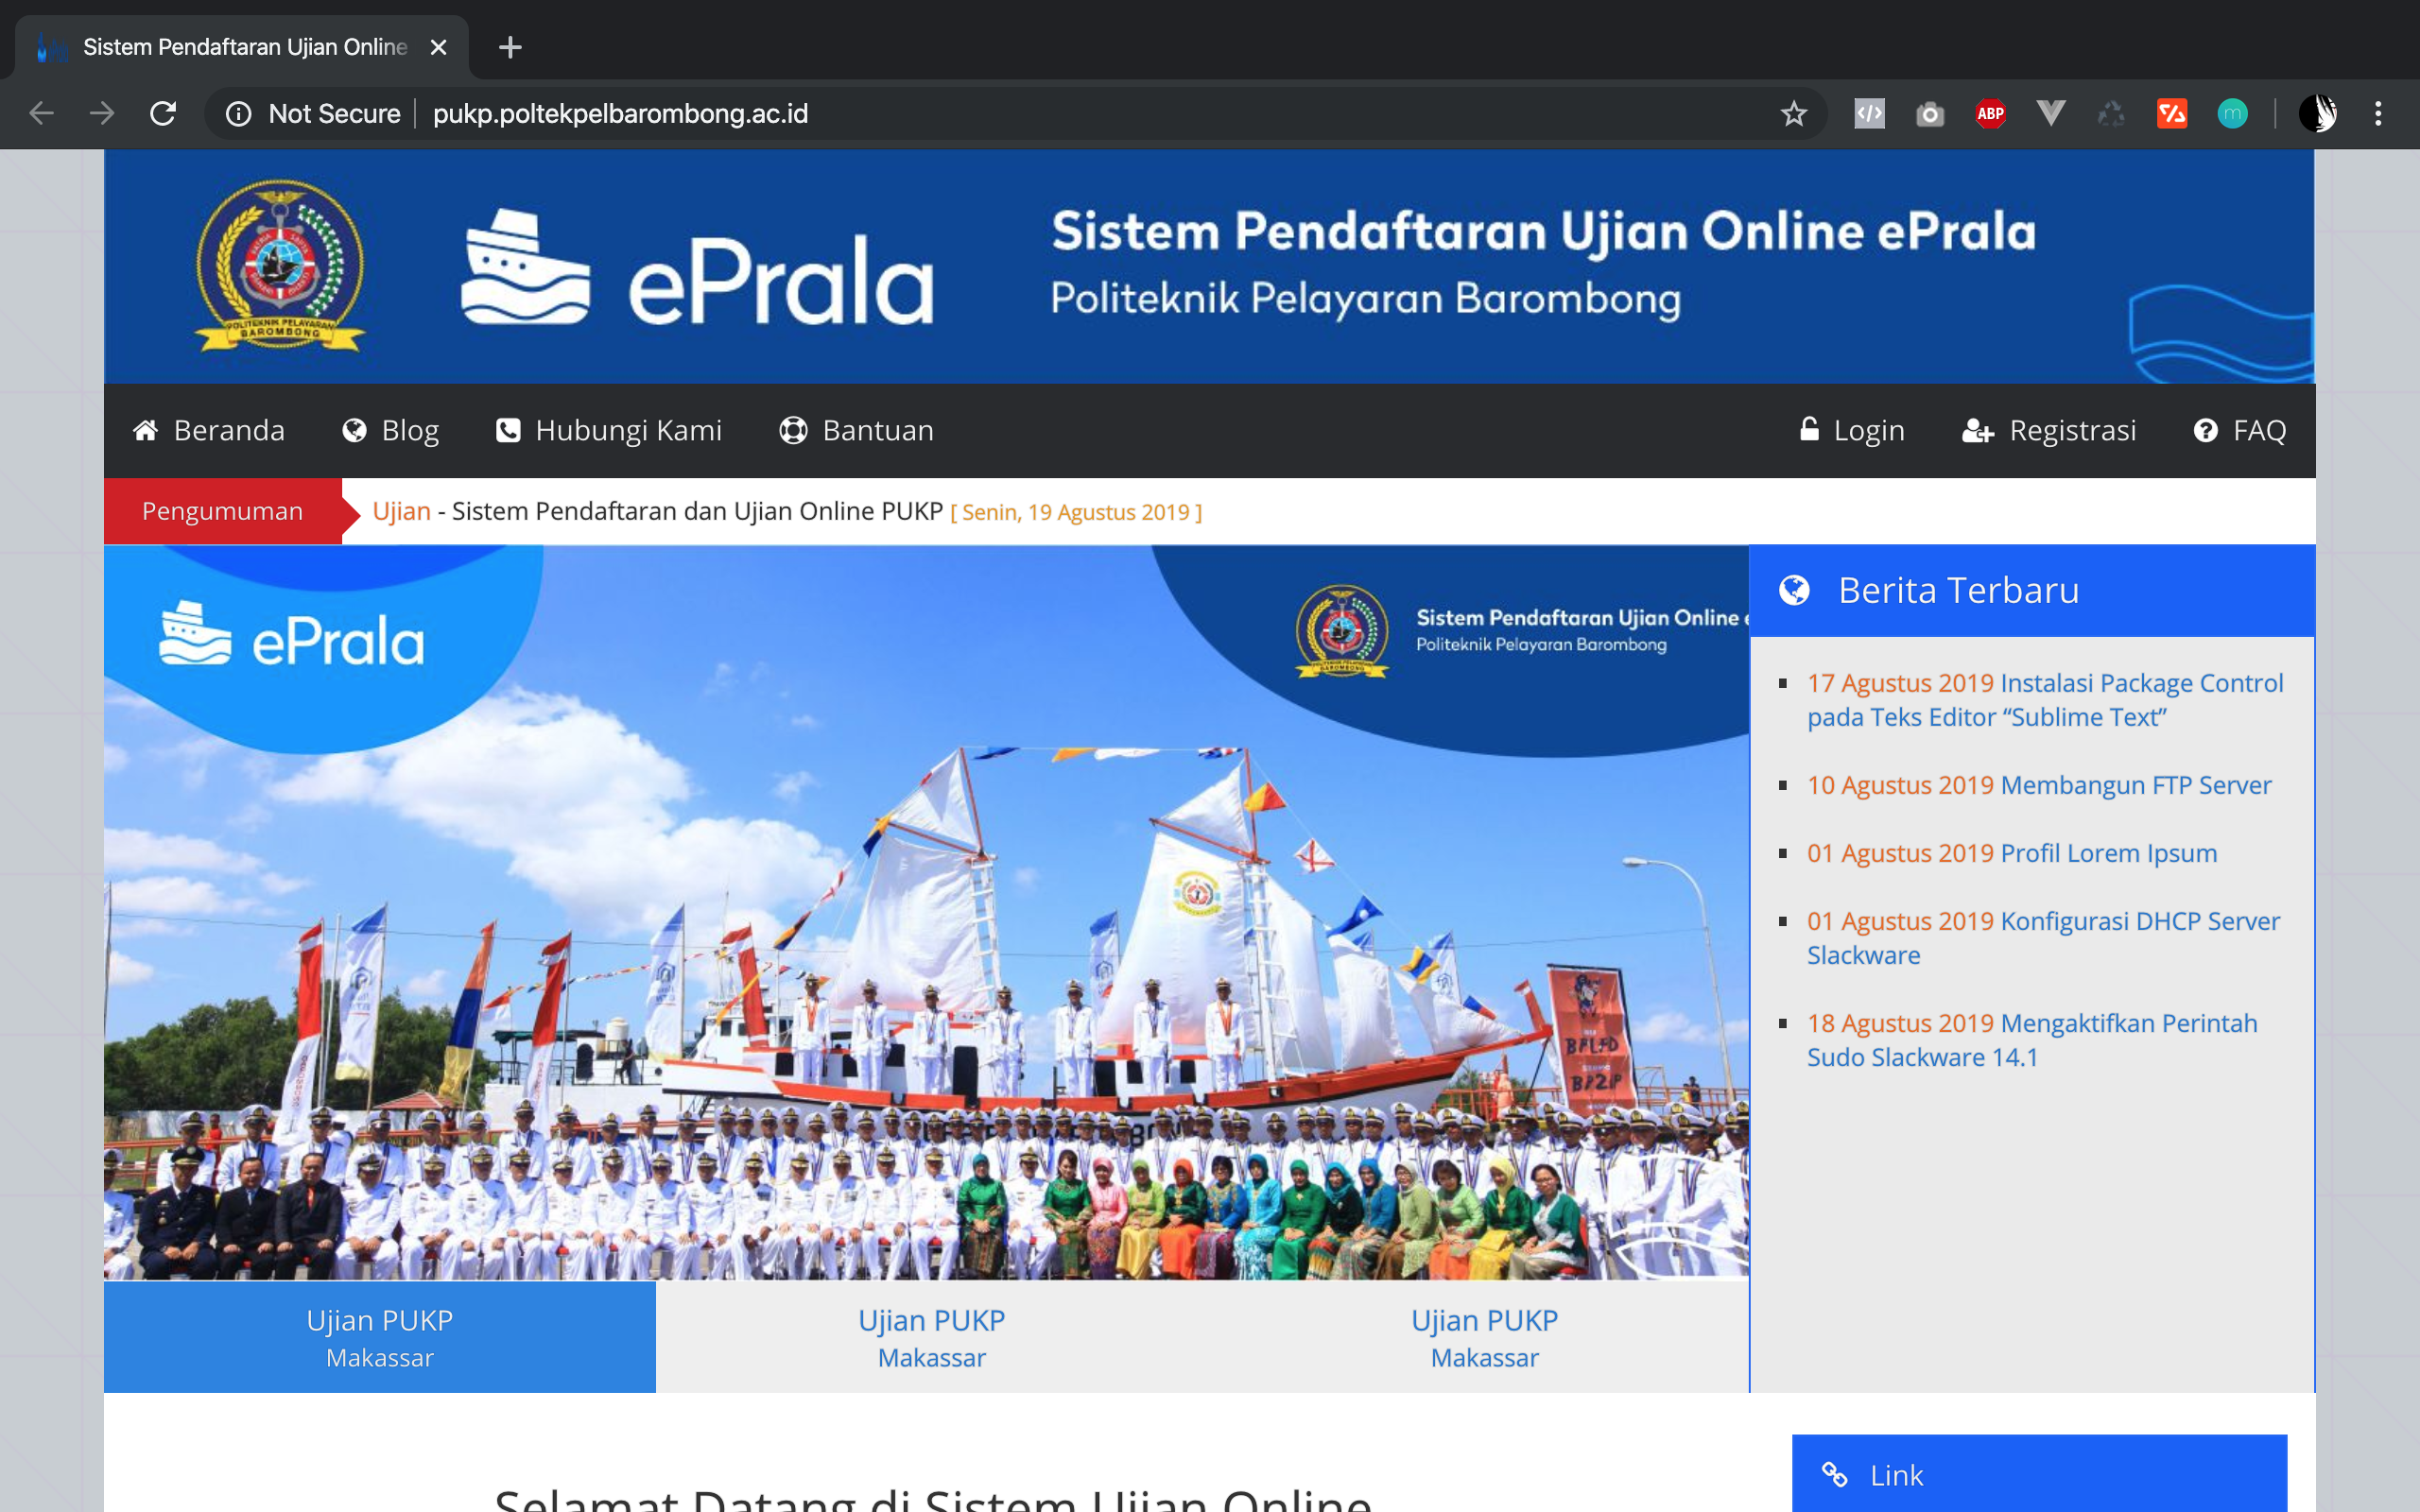 Sistem Pendaftaran Ujian Online
Not Secure
pukp.poltekpelbarombong.ac.id
ABP
m
POLITEKNIK PELAYARAN
BAROMBONG
ePrala
Sistem Pendaftaran Ujian Online ePrala
Politeknik Pelayaran Barombong
Beranda
Blog
Hubungi Kami
Bantuan
Login
Registrasi
FAQ
Pengumuman
Ujian - Sistem Pendaftaran dan Ujian Online PUKP [ Senin, 19 Agustus 2019 ]
ePrala
Sistem Pendaftaran Ujian Online e
Politeknik Pelayaran Barombong
BP2IP
Berita Terbaru
17 Agustus 2019 Instalasi Package Control
pada Teks Editor “Sublime Text”
10 Agustus 2019 Membangun FTP Server
01 Agustus 2019 Profil Lorem Ipsum
01 Agustus 2019 Konfigurasi DHCP Server
Slackware
18 Agustus 2019 Mengaktifkan Perintah
Sudo Slackware 14.1
Ujian PUKP
Makassar
Ujian PUKP
Makassar
Ujian PUKP
Makassar
Link
Selamat Datang di Sistem Ujian Online